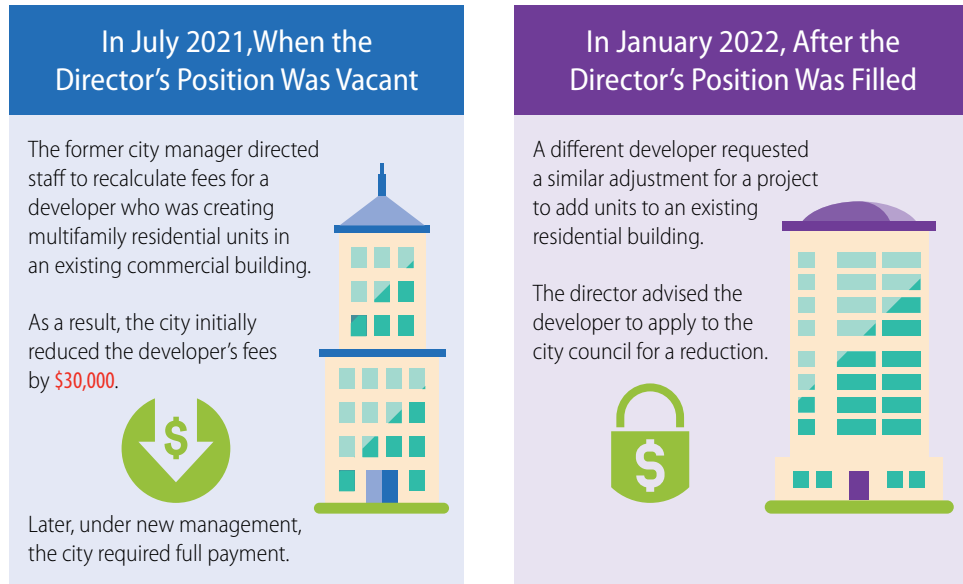 In July 2021,When the
Director's Position Was Vacant
The former city manager directed
staff to recalculate fees for a
developer who was creating
multifamily residential units in
an existing commercial building.
As a result, the city initially
reduced the developer's fees
by $30,000.
$
Later, under new management,
the city required full payment.
In January 2022, After the
Director's Position Was Filled
A different developer requested
a similar adjustment for a project
to add units to an existing
residential building.
The director advised the
developer to apply to the
city council for a reduction.
$